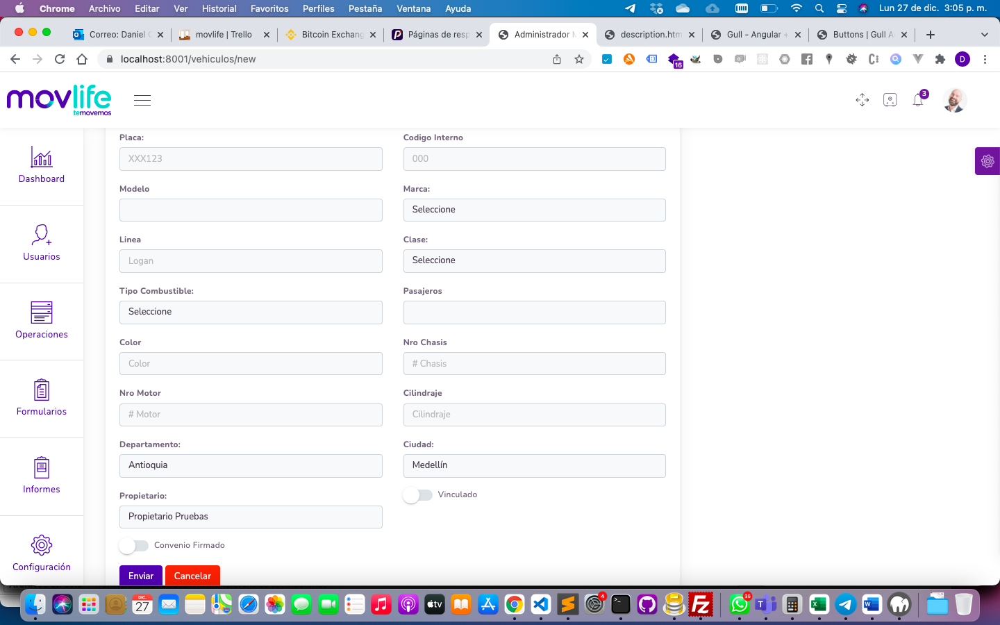 Chrome Archivo Editar Ver Historial Favoritos Perfiles Pestaña Ventana Ayuda Lun 27 de dic. 3:05 p. m.
Correo: Daniel movlife | Trello Bitcoin Exchang Páginas de resp Administrador description.htm Gull - Angular + Buttons | Gull A
localhost:8001/vehiculos/new
16
D
movlife
temovemos
3
Dashboard
Usuarios
Operaciones
Formularios
Informes
Configuración
Placa: Codigo Interno
XXX123 000
Modelo Marca:
Seleccione
Linea Clase:
Logan Seleccione
Tipo Combustible: Pasajeros
Seleccione
Color Nro Chasis
Color # Chasis
Nro Motor Cilindraje
# Motor Cilindraje
Departamento: Ciudad:
Antioquia Medellín
Propietario: Vinculado
Propietario Pruebas
Convenio Firmado
Enviar Cancelar
DIC.
27
tv
4
36